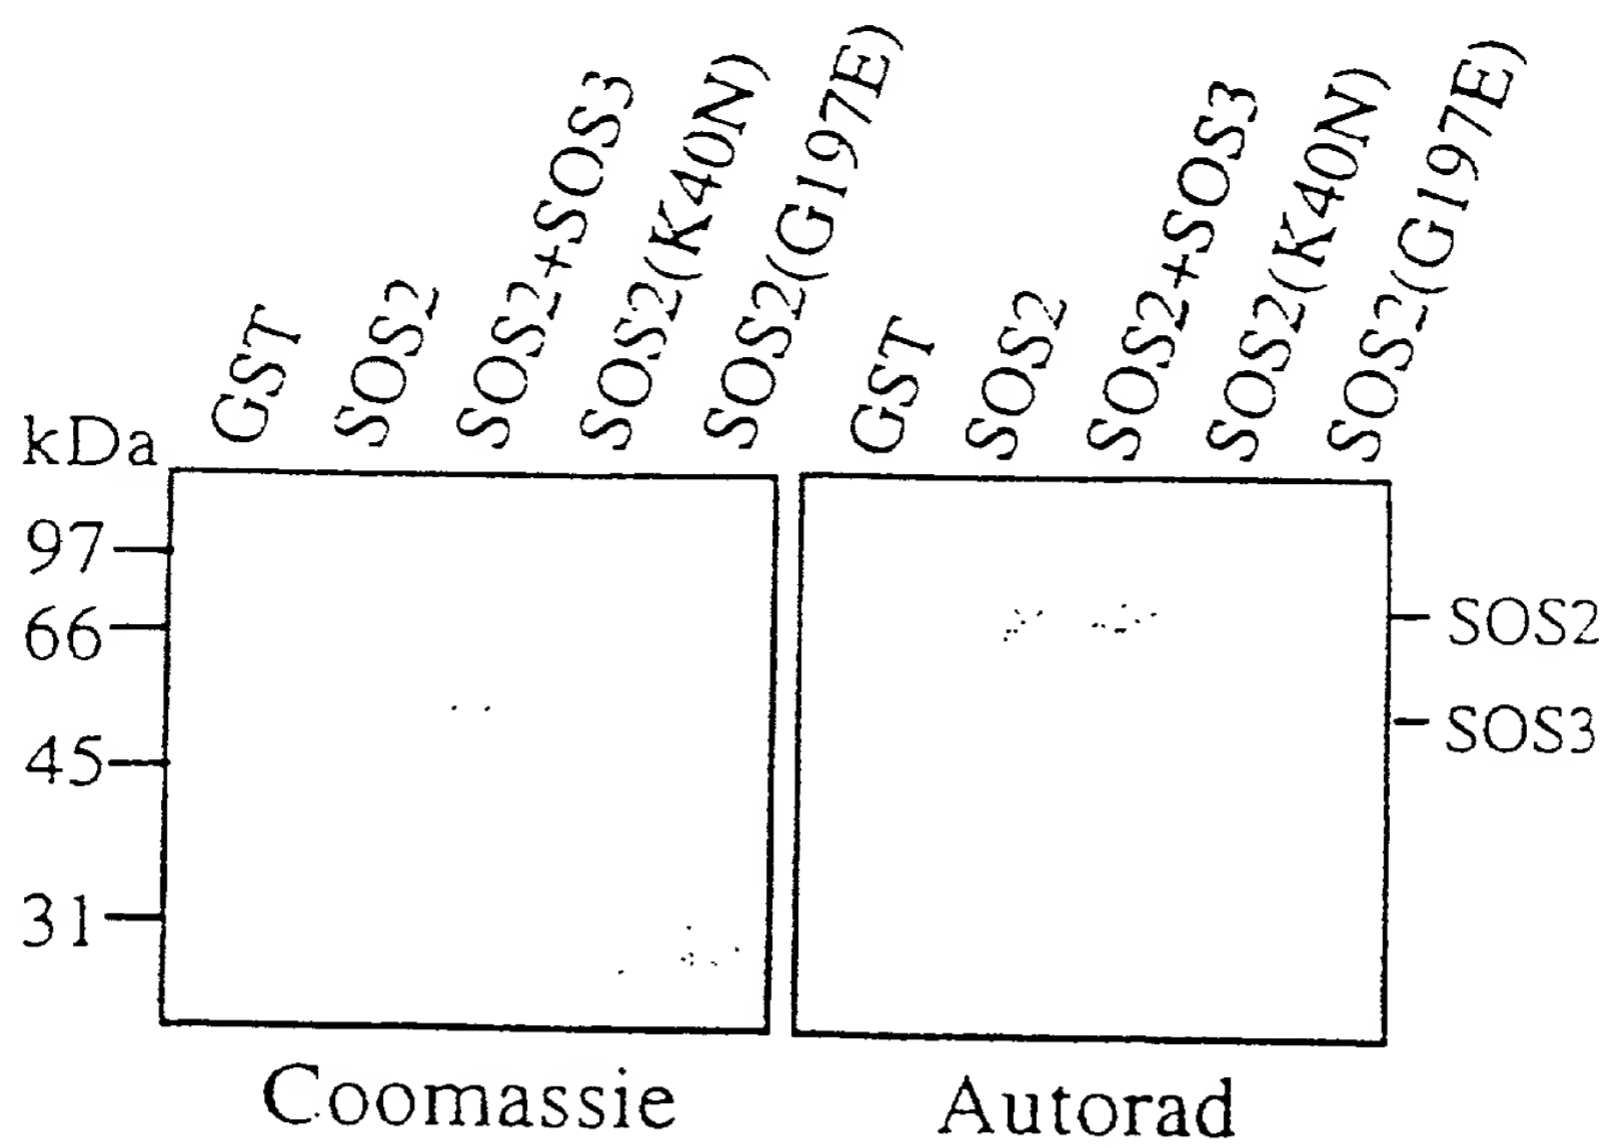 GST SOS2 SOS2+SOS3 SOS2(K40N) SOS2(G197E) GST SOS2 SOS2+SOS3 SOS2(K40N) SOS2(G197E)
kDa
97
66
45
31
SOS2
SOS3
Coomassie Autorad